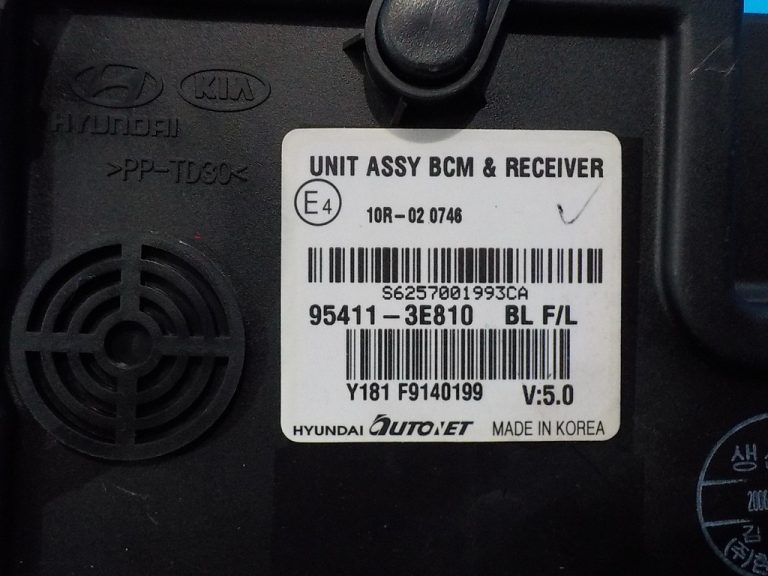 KIA
HYUNDAI
>PP-TD30<
UNIT ASSY BCM & RECEIVER
E4
10R-02 0746
S6257001993CA
95411-3E810 BL F/L
Y181 F9140199 V:5.0
HYUNDAI AUTONET MADE IN KOREA
김